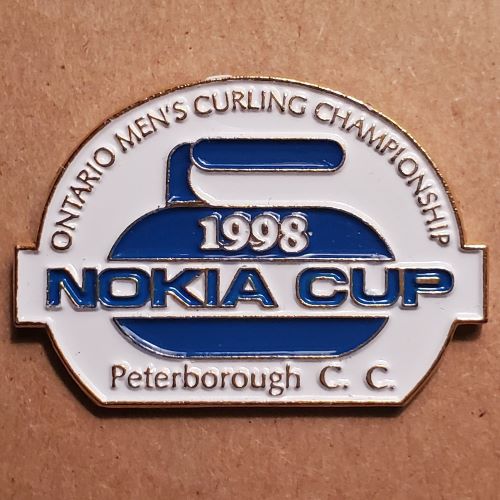 ONTARIO MEN'S CURLING CHAMPIONSHIP
1998
NOKIA CUP
Peterborough C. C.